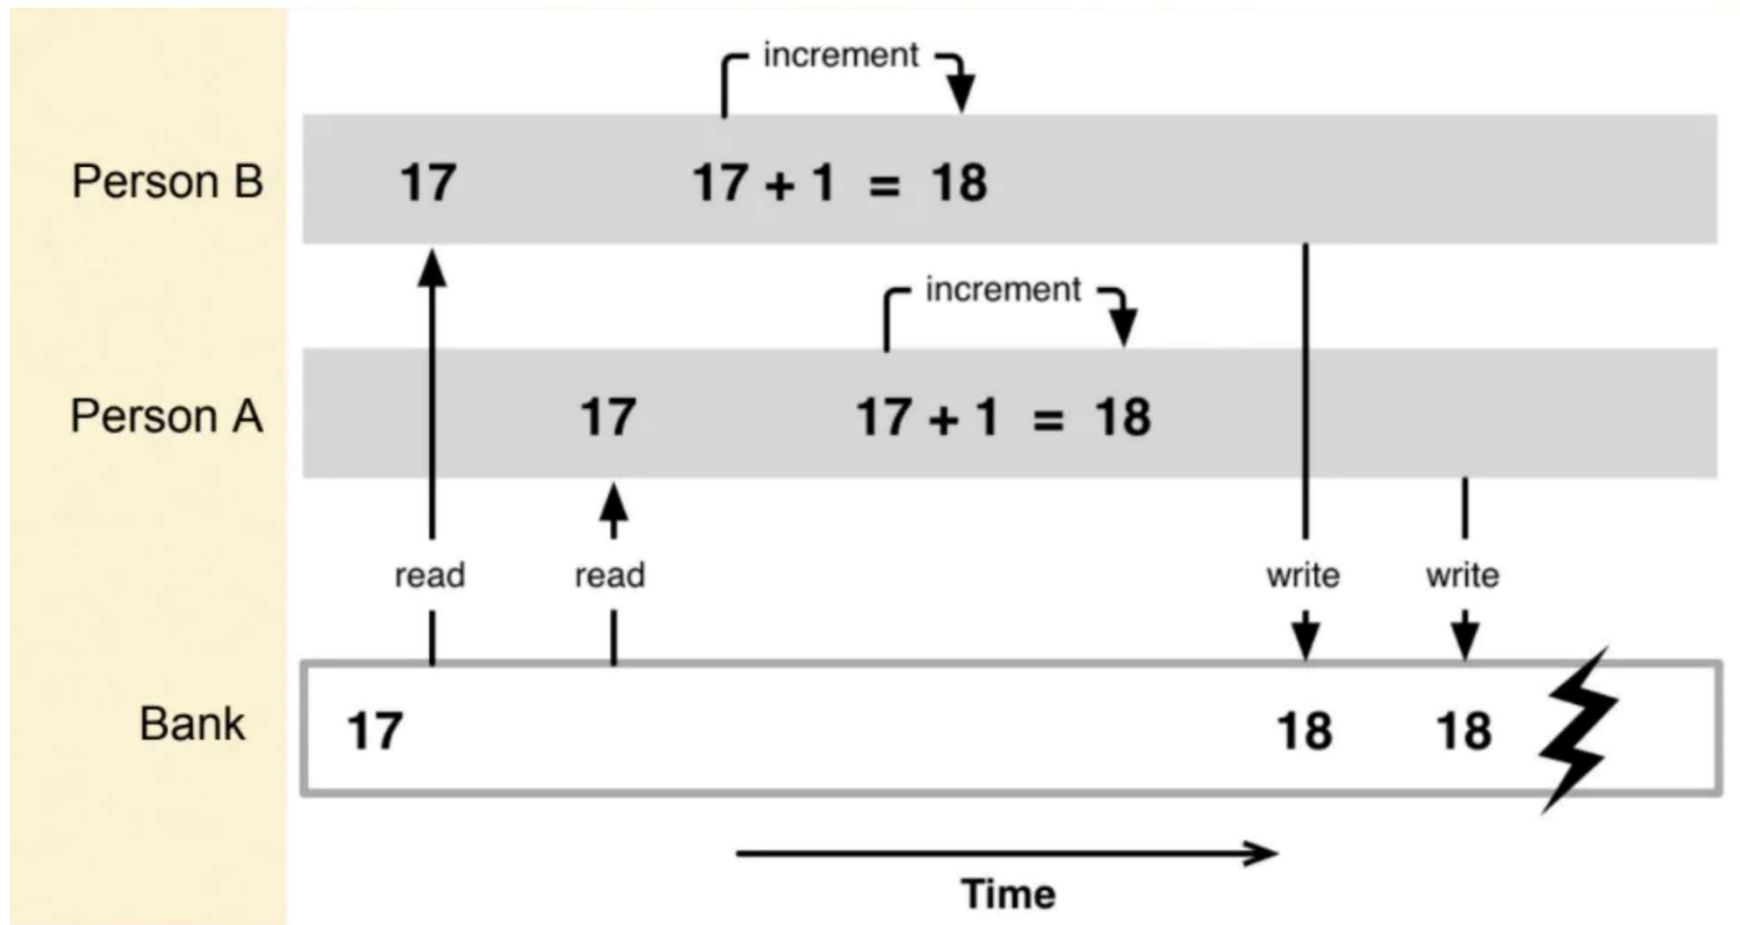 increment
Person B 17 17 + 1 = 18
increment
Person A 17 17 + 1 = 18
read read write write
Bank 17 18 18
Time